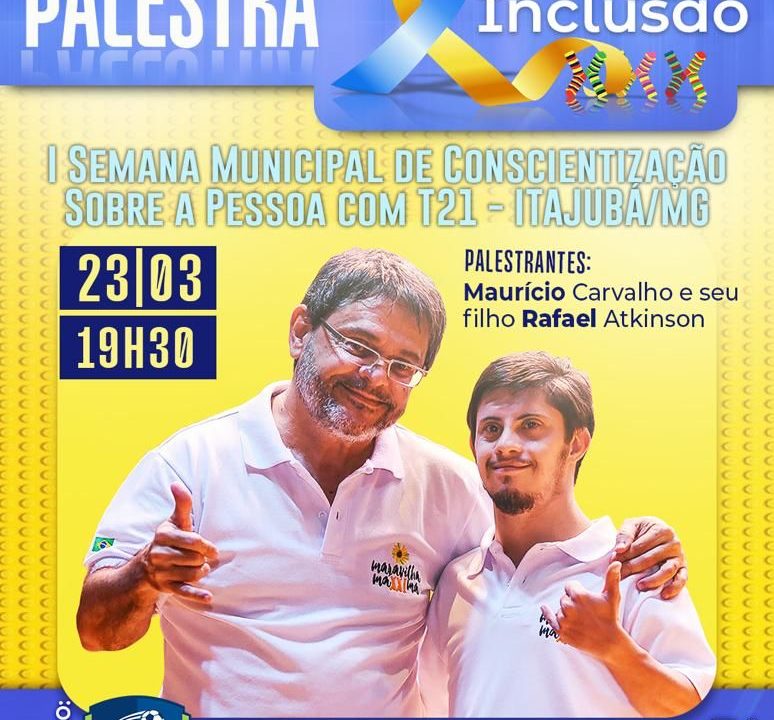 PALESTRA
Inclusão
I SEMANA MUNICIPAL DE CONSCIENTIZAÇÃO
SOBRE A PESSOA COM T21 - ITAJUBÁ/MG
23|03
19H30
PALESTRANTES:
Maurício Carvalho e seu
filho Rafael Atkinson
maravilha
maXXIma